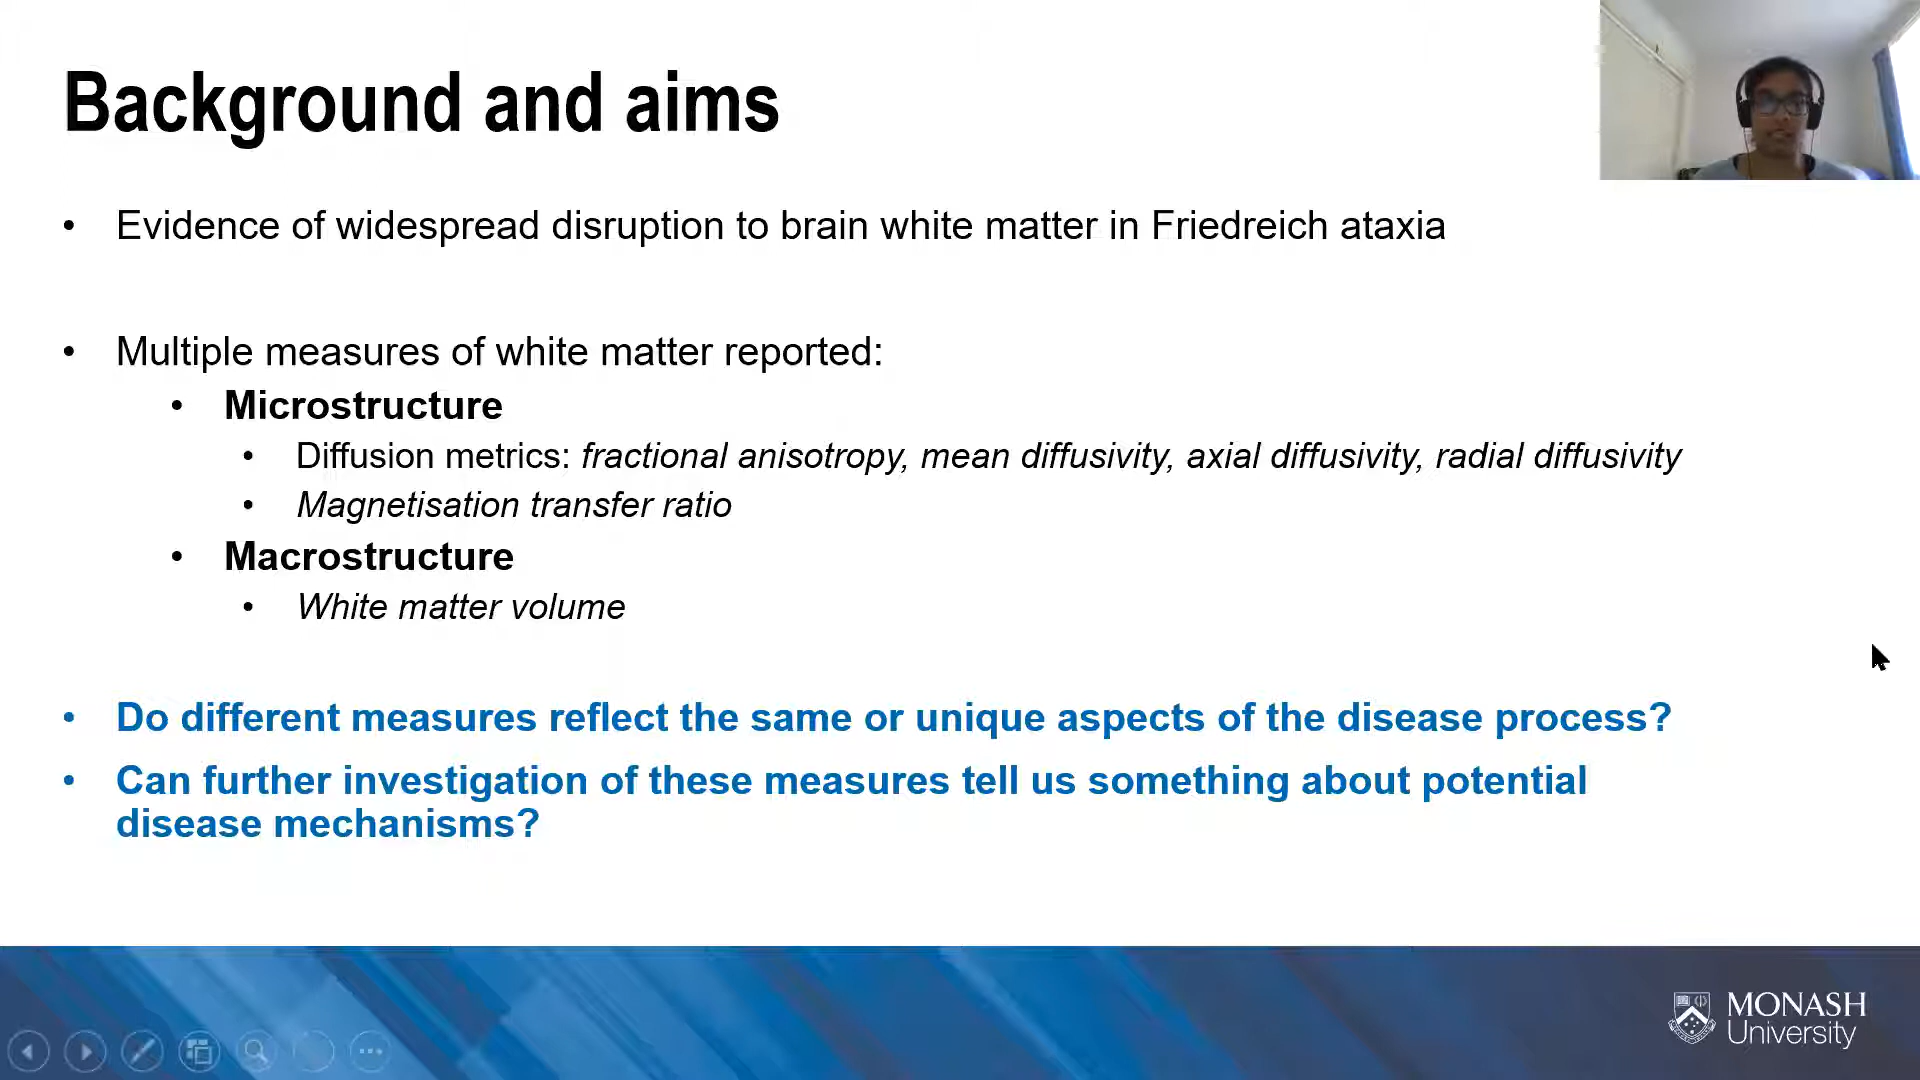 Background and aims
• Evidence of widespread disruption to brain white matter in Friedreich ataxia
• Multiple measures of white matter reported:
• Microstructure
• Diffusion metrics: fractional anisotropy, mean diffusivity, axial diffusivity, radial diffusivity
• Magnetisation transfer ratio
• Macrostructure
• White matter volume
• Do different measures reflect the same or unique aspects of the disease process?
• Can further investigation of these measures tell us something about potential
disease mechanisms?
MONASH
University